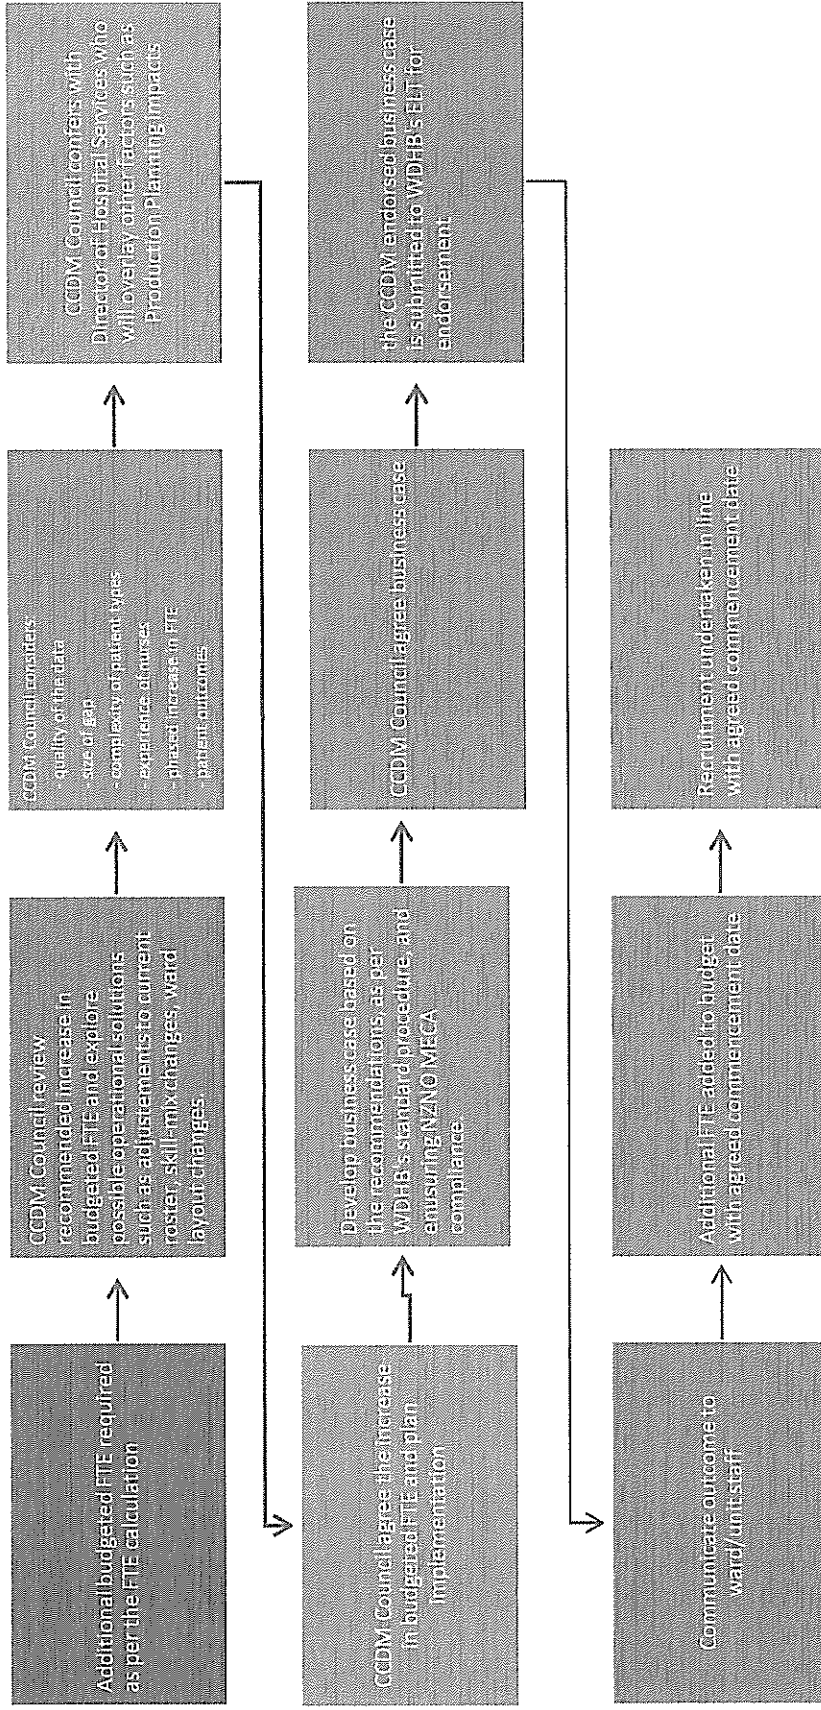 Additional budgeted FTE required
as per the FTE calculation
CCDM Council review
recommended increase in
budgeted FTE and explore
possible operational solutions
such as adjustements to current
roster, skill-mix changes, ward
layout changes.
CCDM Council considers:
- quality of the data
- size of gap
- complexity of patient types
- experience of nurses
- phased increase in FTE
- patient outcomes
CCDM Council confers with
Director of Hospital Services who
will overlay other factors such as
Production Planning Impacts
CCDM Council agree the increase
in budgered FTE and plan
implementation
Develop business case based on
the recommendations, as per
WDHB's standard procedure, and
enusuring NZNO MECA
compliance.
CCDM Council agree business case
the CCDM endorsed business case
is submitted to WDHB's ELT for
endorsement
Communicate outcome to
ward/unit staff
Additional FTE added to budget
with agreed commencement date
Recruitment undertaken in line
with agreed commencement date